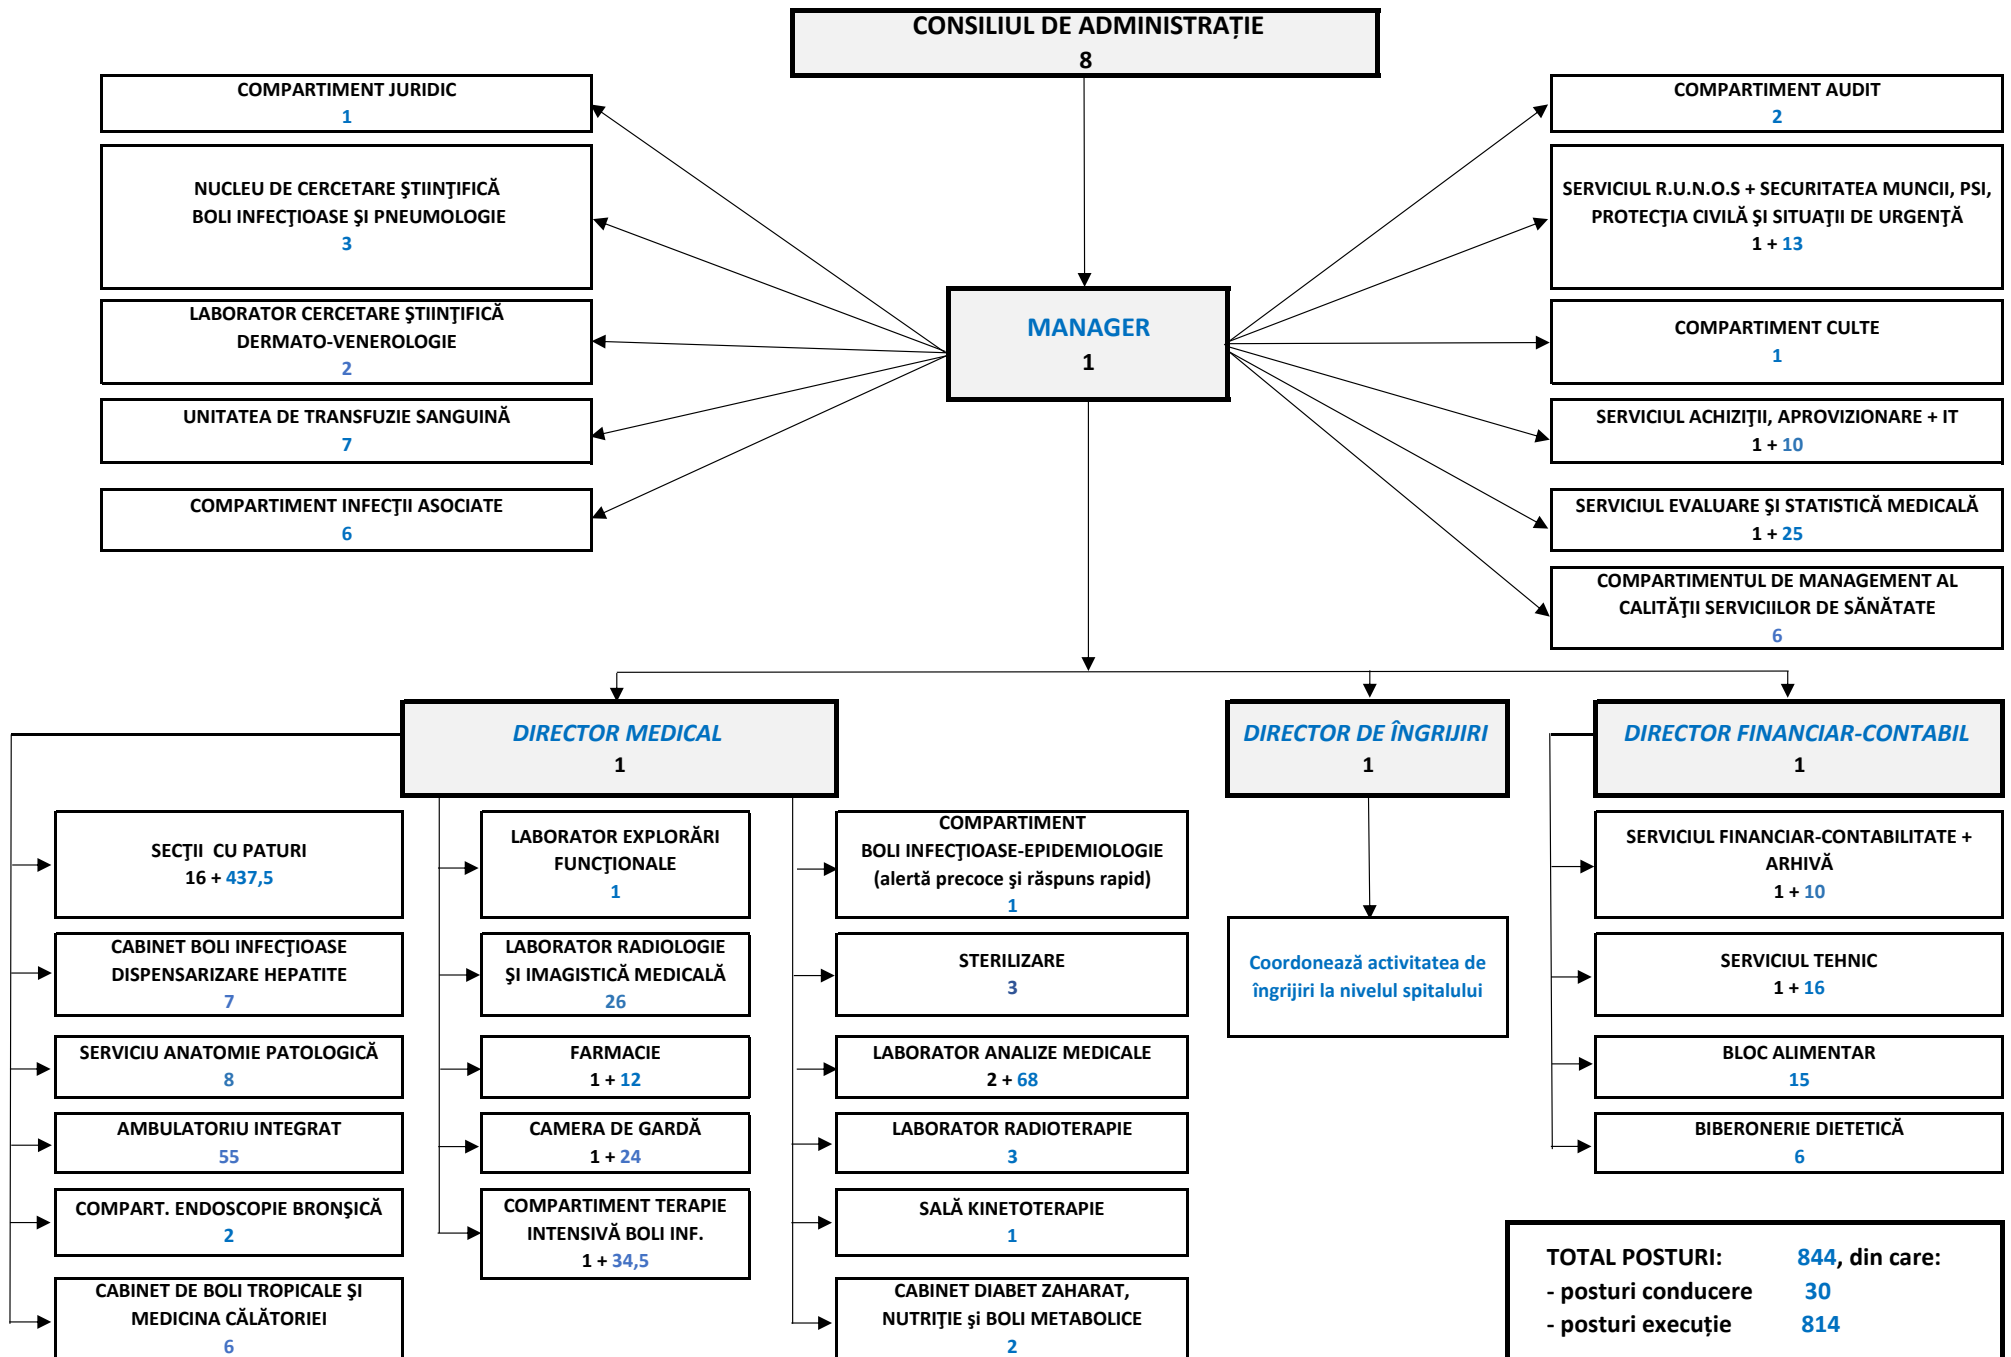 CONSILIUL DE ADMINISTRAȚIE
8
COMPARTIMENT JURIDIC
1
NUCLEU DE CERCETARE ŞTIINŢIFICĂ
BOLI INFECŢIOASE ŞI PNEUMOLOGIE
3
LABORATOR CERCETARE ŞTIINŢIFICĂ
DERMATO-VENEROLOGIE
2
UNITATEA DE TRANSFUZIE SANGUINĂ
7
COMPARTIMENT INFECŢII ASOCIATE
6
MANAGER
1
COMPARTIMENT AUDIT
2
SERVICIUL R.U.N.O.S + SECURITATEA MUNCII, PSI,
PROTECŢIA CIVILĂ ŞI SITUAŢII DE URGENŢĂ
1 + 13
COMPARTIMENT CULTE
1
SERVICIUL ACHIZIŢII, APROVIZIONARE + IT
1 + 10
SERVICIUL EVALUARE ŞI STATISTICĂ MEDICALĂ
1 + 25
COMPARTIMENTUL DE MANAGEMENT AL
CALITĂŢII SERVICIILOR DE SĂNĂTATE
6
DIRECTOR MEDICAL
1
SECŢII CU PATURI
16 + 437,5
CABINET BOLI INFECŢIOASE
DISPENSARIZARE HEPATITE
7
SERVICIU ANATOMIE PATOLOGICĂ
8
AMBULATORIU INTEGRAT
55
COMPART. ENDOSCOPIE BRONŞICĂ
2
CABINET DE BOLI TROPICALE ŞI
MEDICINA CĂLĂTORIEI
6
LABORATOR EXPLORĂRI
FUNCŢIONALE
1
LABORATOR RADIOLOGIE
ŞI IMAGISTICĂ MEDICALĂ
26
FARMACIE
1 + 12
CAMERA DE GARDĂ
1 + 24
COMPARTIMENT TERAPIE
INTENSIVĂ BOLI INF.
1 + 34,5
COMPARTIMENT
BOLI INFECŢIOASE-EPIDEMIOLOGIE
(alertă precoce şi răspuns rapid)
1
STERILIZARE
3
LABORATOR ANALIZE MEDICALE
2 + 68
LABORATOR RADIOTERAPIE
3
SALĂ KINETOTERAPIE
1
CABINET DIABET ZAHARAT,
NUTRIŢIE şi BOLI METABOLICE
2
DIRECTOR DE ÎNGRIJIRI
1
Coordonează activitatea de
îngrijiri la nivelul spitalului
DIRECTOR FINANCIAR-CONTABIL
1
SERVICIUL FINANCIAR-CONTABILITATE +
ARHIVĂ
1 + 10
SERVICIUL TEHNIC
1 + 16
BLOC ALIMENTAR
15
BIBERONERIE DIETETICĂ
6
TOTAL POSTURI: 844, din care:
- posturi conducere 30
- posturi execuție 814